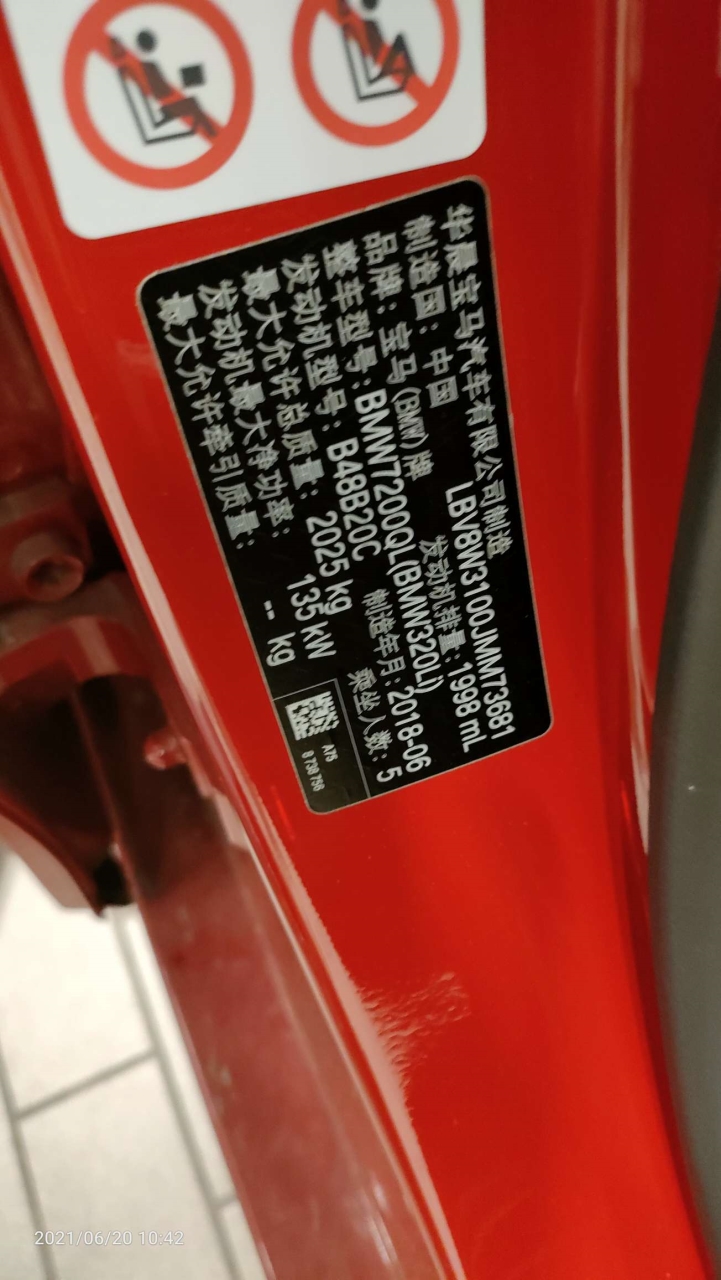 华晨宝马汽车有限公司制造
LBV8W3100JMM73681
制造国：中国
发动机排量：1998 mL
品牌：宝马(BMW)牌
整车型号：BMW7200QL(BMW320Li)
制造年月：2018-06
发动机型号：B48B20C
乘坐人数：5
最大允许总质量：2025 kg
发动机最大净功率：135 kW
最大允许牵引质量：-- kg
A75
8 738 756
2021/06/20 10:42